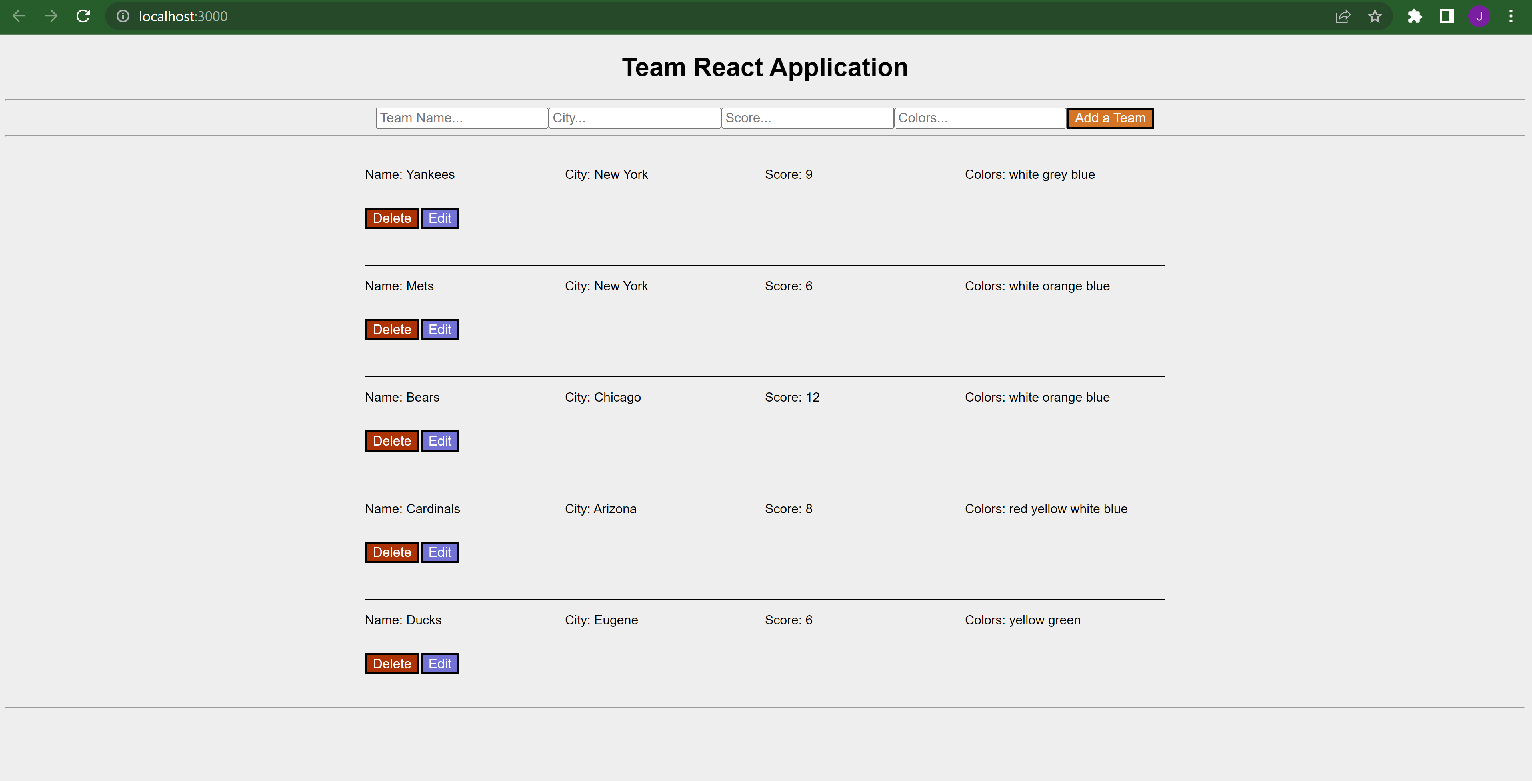 localhost:3000
J
Team React Application
Team Name... City... Score... Colors... Add a Team
Name: Yankees City: New York Score: 9 Colors: white grey blue
Delete Edit
Name: Mets City: New York Score: 6 Colors: white orange blue
Delete Edit
Name: Bears City: Chicago Score: 12 Colors: white orange blue
Delete Edit
Name: Cardinals City: Arizona Score: 8 Colors: red yellow white blue
Delete Edit
Name: Ducks City: Eugene Score: 6 Colors: yellow green
Delete Edit